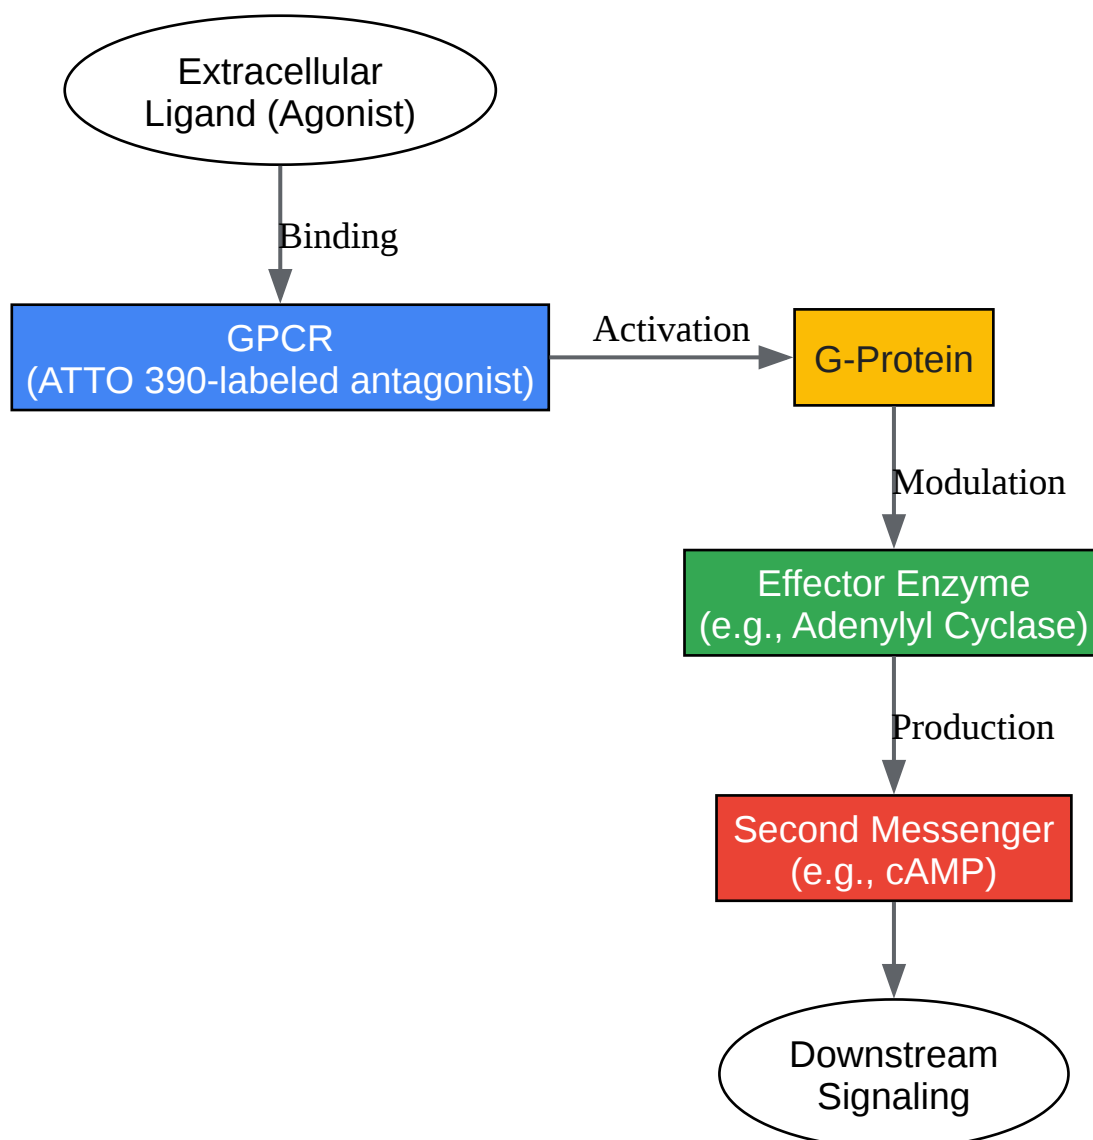 Extracellular
Ligand (Agonist)
Binding
GPCR
(ATTO 390-labeled antagonist)
Activation
G-Protein
Modulation
Effector Enzyme
(e.g., Adenylyl Cyclase)
Production
Second Messenger
(e.g., cAMP)
Downstream
Signaling